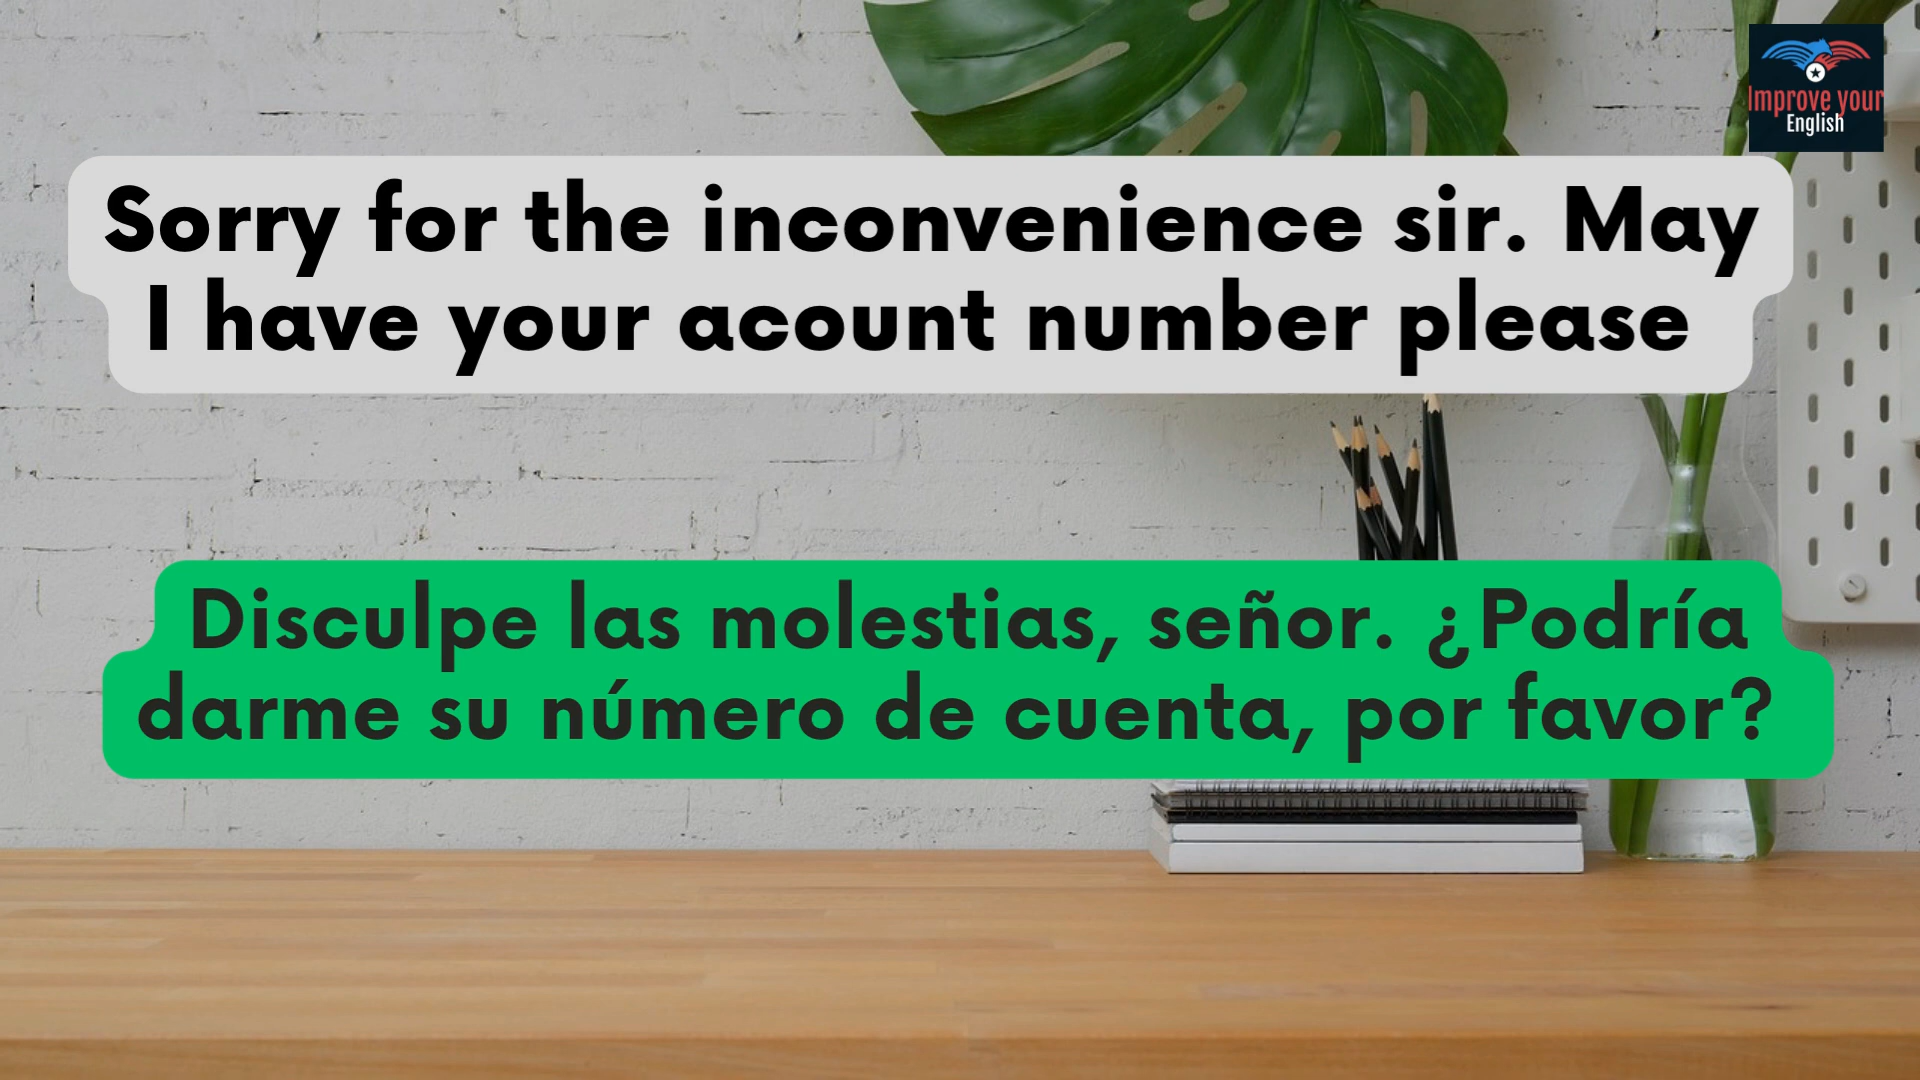 Improve your
English
Sorry for the inconvenience sir. May
I have your acount number please
Disculpe las molestias, señor. ¿Podría
darme su número de cuenta, por favor?